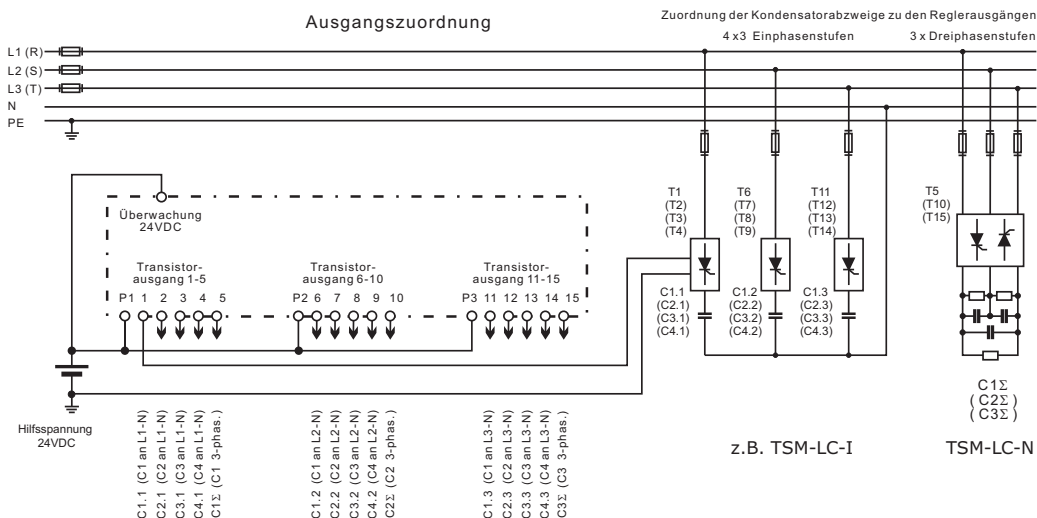 Ausgangszuordnung
Zuordnung der Kondensatorabzweige zu den Reglerausgängen
4 x3 Einphasenstufen
3 x Dreiphasenstufen
L1 (R)
L2 (S)
L3 (T)
N
PE
Überwachung
24VDC
Transistor-
ausgang 1-5
Transistor-
ausgang 6-10
Transistor-
ausgang 11-15
P1 1 2 3 4 5
P2 6 7 8 9 10
P3 11 12 13 14 15
T1
(T2)
(T3)
(T4)
T6
(T7)
(T8)
(T9)
T11
(T12)
(T13)
(T14)
T5
(T10)
(T15)
C1.1
(C2.1)
(C3.1)
(C4.1)
C1.2
(C2.2)
(C3.2)
(C4.2)
C1.3
(C2.3)
(C3.3)
(C4.3)
C1Σ
(C2Σ)
(C3Σ)
Hilfsspannung
24VDC
C1.1 (C1 an L1-N)
C2.1 (C2 an L1-N)
C3.1 (C3 an L1-N)
C4.1 (C4 an L1-N)
C1Σ (C1 3-phas.)
C1.2 (C1 an L2-N)
C2.2 (C2 an L2-N)
C3.2 (C3 an L2-N)
C4.2 (C4 an L2-N)
C2Σ (C2 3-phas.)
C1.3 (C1 an L3-N)
C2.3 (C2 an L3-N)
C3.3 (C3 an L3-N)
C4.3 (C4 an L3-N)
C3Σ (C3 3-phas.)
z.B. TSM-LC-I
TSM-LC-N